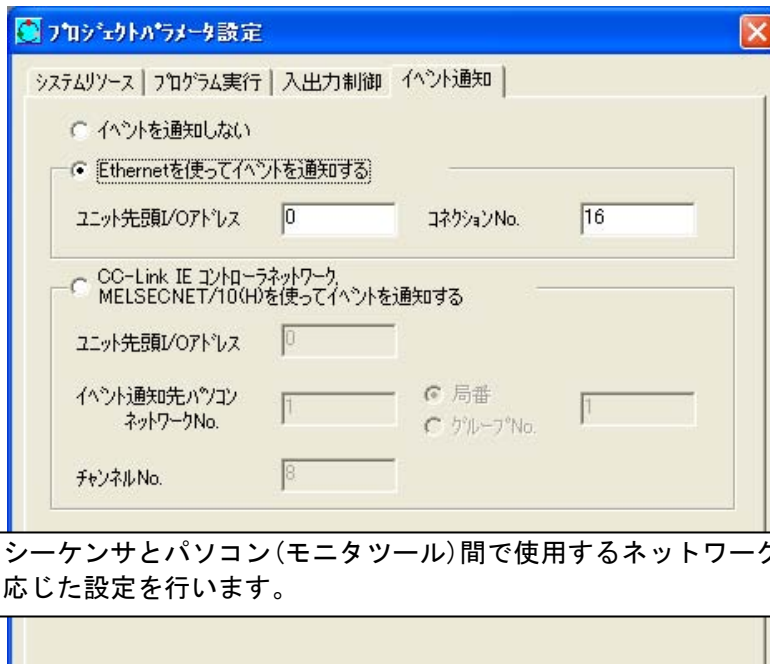 プロジェクトパラメータ設定
システムリソース プログラム実行 入出力制御 イベント通知
イベントを通知しない
Ethernetを使ってイベントを通知する
ユニット先頭I/Oアドレス 0 コネクションNo. 16
CC-Link IE コントローラネットワーク,
MELSECNET/10(H)を使ってイベントを通知する
ユニット先頭I/Oアドレス 0
イベント通知先パソコン
ネットワークNo. 1 局番 1
グループNo.
チャンネルNo. 8
シーケンサとパソコン(モニタツール)間で使用するネットワーク
応じた設定を行います。